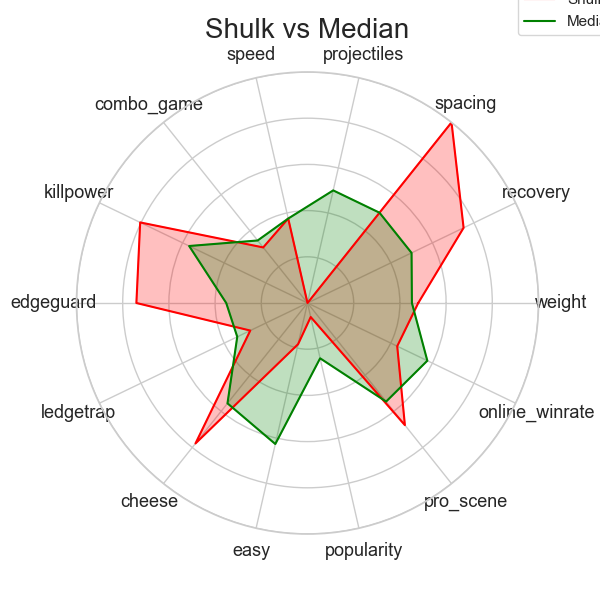 Shulk vs Median
speed
projectiles
combo_game
spacing
killpower
recovery
edgeguard
weight
ledgetrap
online_winrate
cheese
pro_scene
easy
popularity